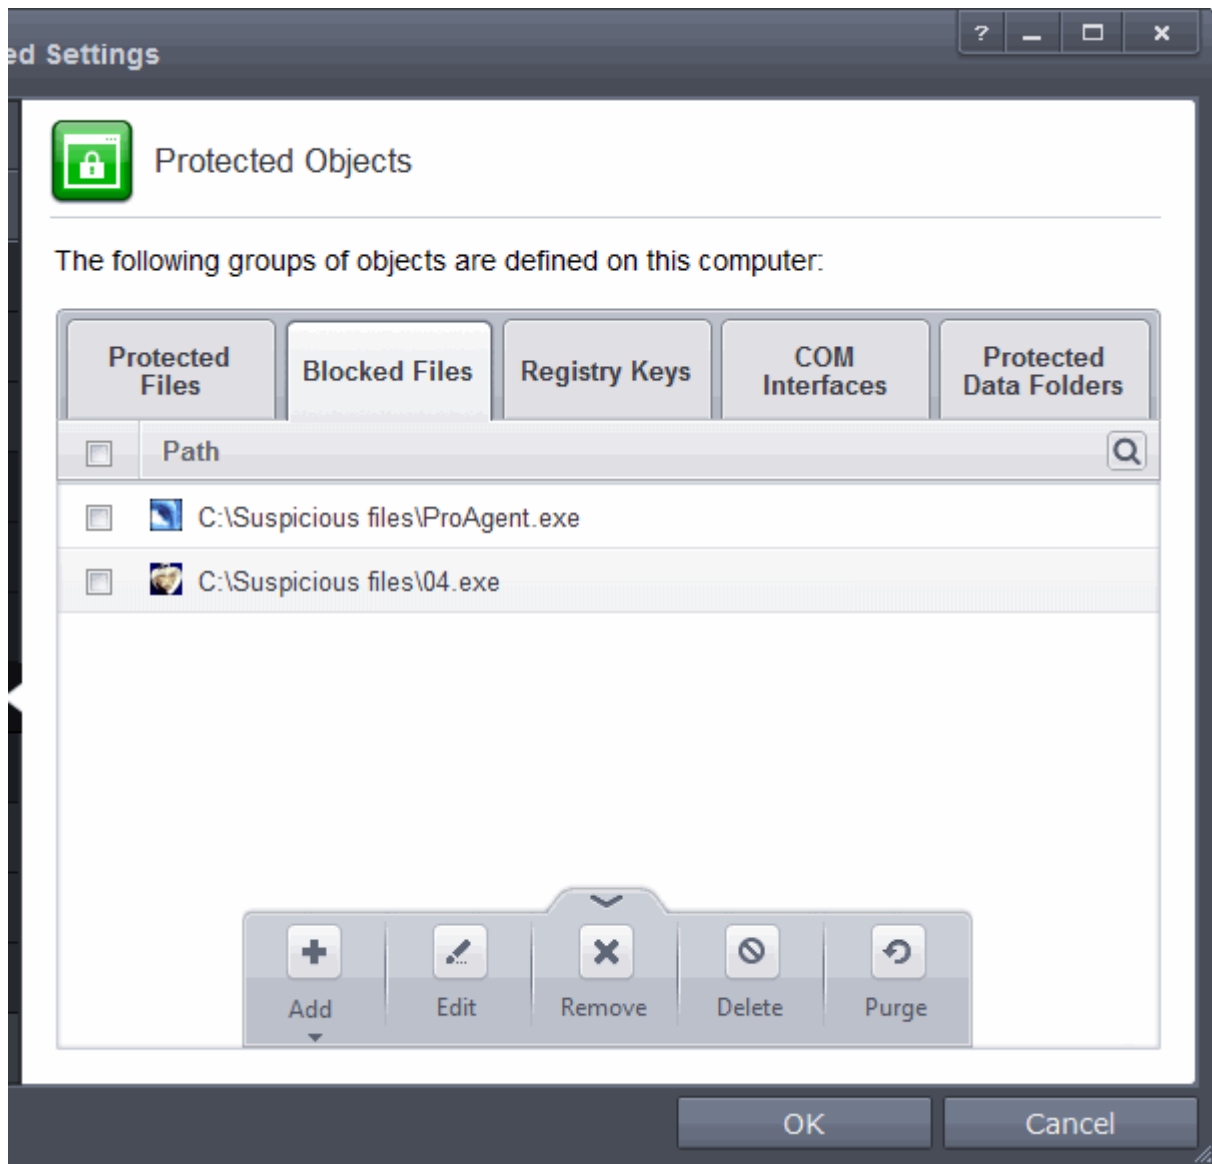 ?
ed Settings
Protected Objects
The following groups of objects are defined on this computer:
Protected
Files
Blocked Files
Registry Keys
COM
Interfaces
Protected
Data Folders
Path
C:\Suspicious files\ProAgent.exe
C:\Suspicious files\04.exe
Add
Edit
Remove
Delete
Purge
OK
Cancel